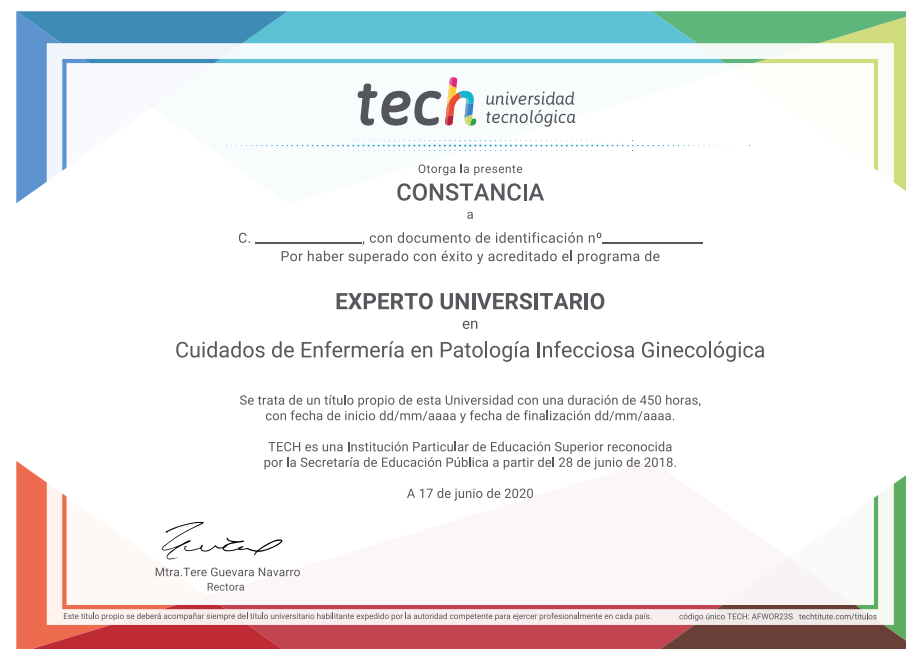 tech universidad
tecnológica
Otorga la presente
CONSTANCIA
a
C. ____________, con documento de identificación nº____________
Por haber superado con éxito y acreditado el programa de
EXPERTO UNIVERSITARIO
en
Cuidados de Enfermería en Patología Infecciosa Ginecológica
Se trata de un título propio de esta Universidad con una duración de 450 horas,
con fecha de inicio dd/mm/aaaa y fecha de finalización dd/mm/aaaa.
TECH es una Institución Particular de Educación Superior reconocida
por la Secretaría de Educación Pública a partir del 28 de junio de 2018.
A 17 de junio de 2020
Mtra.Tere Guevara Navarro
Rectora
Este título propio se deberá acompañar siempre del título universitario habilitante expedido por la autoridad competente para ejercer profesionalmente en cada país. código único TECH: AFWOR23S techtitute.com/titulos